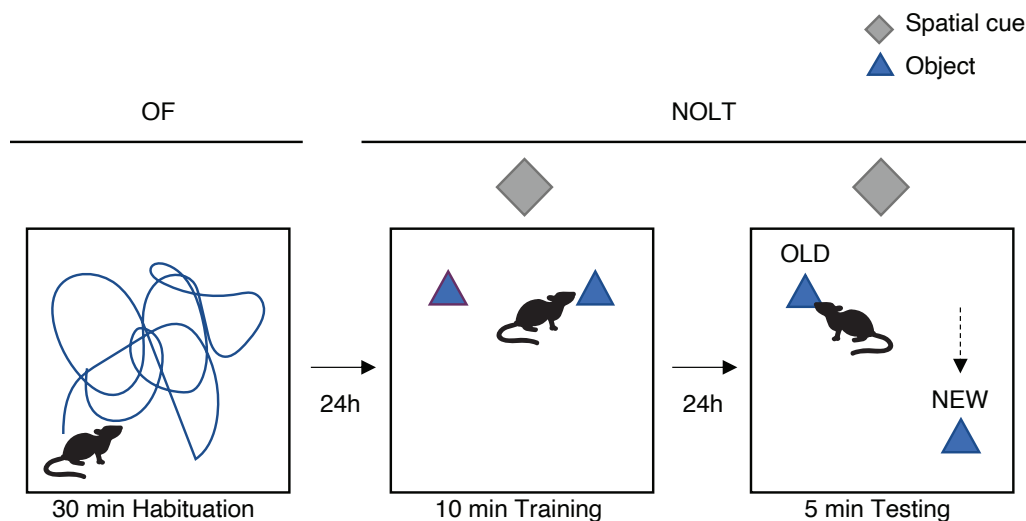 Spatial cue
Object
OF
NOLT
OLD
NEW
24h
24h
30 min Habituation
10 min Training
5 min Testing